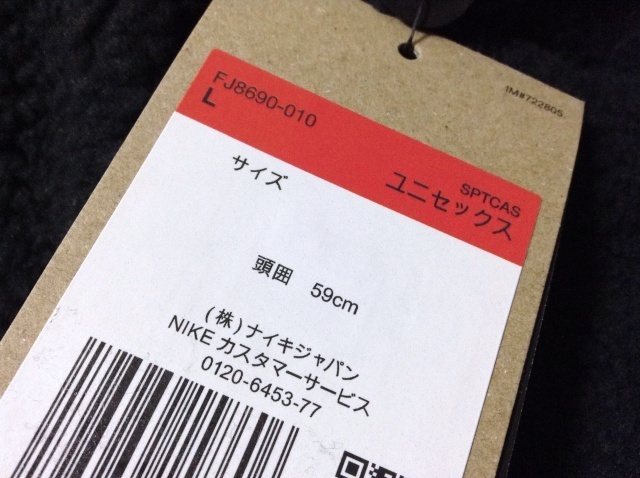 IM#722805
FJ8690-010
L
SPTCAS
ユニセックス
サイズ
頭囲 59cm
(株)ナイキジャパン
NIKE カスタマーサービス
0120-6453-77